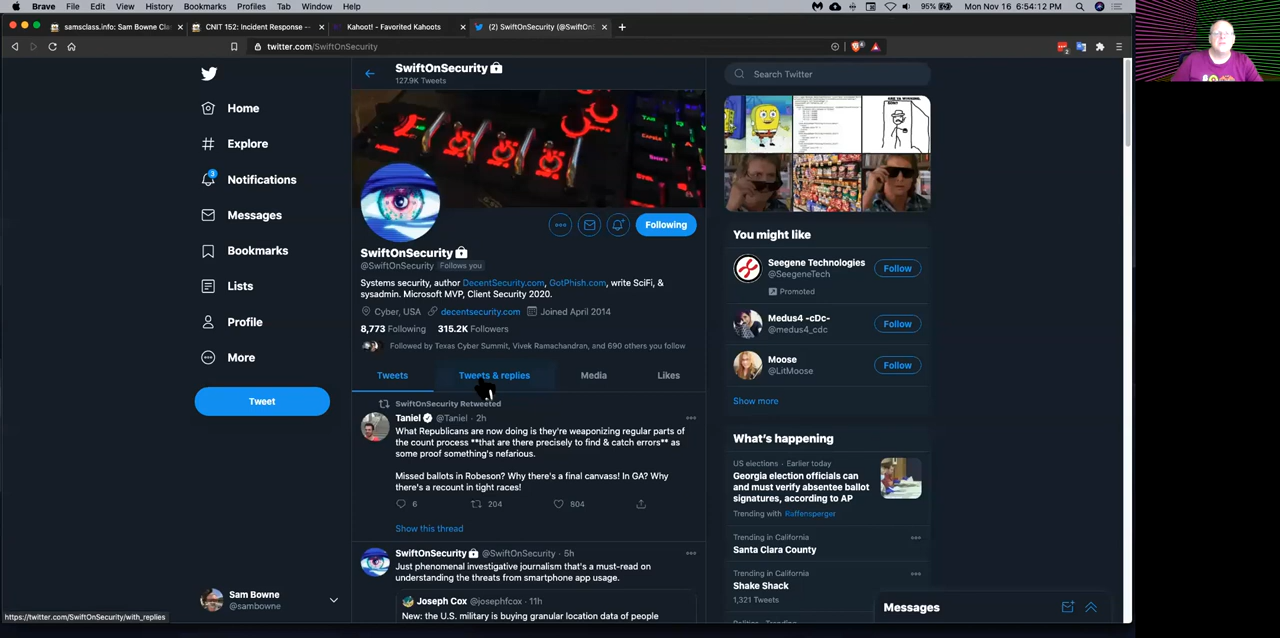 Brave File Edit View History Bookmarks Profiles Tab Window Help
95% Mon Nov 16 6:54:12 PM
samsclass.info: Sam Bowne Cl
CNIT 152: Incident Response –
Kahoot! - Favorited Kahoots
(2) SwiftOnSecurity (@SwiftOn
twitter.com/SwiftOnSecurity
Home
Explore
3
Notifications
Messages
Bookmarks
Lists
Profile
More
Tweet
Sam Bowne
@sambowne
https://twitter.com/SwiftOnSecurity/with_replies
SwiftOnSecurity
127.9K Tweets
Following
SwiftOnSecurity
@SwiftOnSecurity Follows you
Systems security, author DecentSecurity.com, GotPhish.com, write SciFi, &
sysadmin. Microsoft MVP, Client Security 2020.
Cyber, USA decentsecurity.com Joined April 2014
8,773 Following 315.2K Followers
Followed by Texas Cyber Summit, Vivek Ramachandran, and 690 others you follow
Tweets Tweets & replies Media Likes
SwiftOnSecurity Retweeted
Taniel @Taniel · 2h
What Republicans are now doing is they're weaponizing regular parts of
the count process **that are there precisely to find & catch errors** as
some proof something's nefarious.
Missed ballots in Robeson? Why there's a final canvass! In GA? Why
there's a recount in tight races!
6 204 804
Show this thread
SwiftOnSecurity @SwiftOnSecurity · 5h
Just phenomenal investigative journalism that's a must-read on
understanding the threats from smartphone app usage.
Joseph Cox @josephfcox · 11h
New: the U.S. military is buying granular location data of people
Search Twitter
You might like
Seegene Technologies
@SeegeneTech
Follow
Promoted
Medus4 -cDc-
@medus4_cdc
Follow
Moose
@LitMoose
Follow
Show more
What's happening
US elections · Earlier today
Georgia election officials can
and must verify absentee ballot
signatures, according to AP
Trending with Raffensperger
Trending in California
Santa Clara County
Trending in California
Shake Shack
1,321 Tweets
Messages